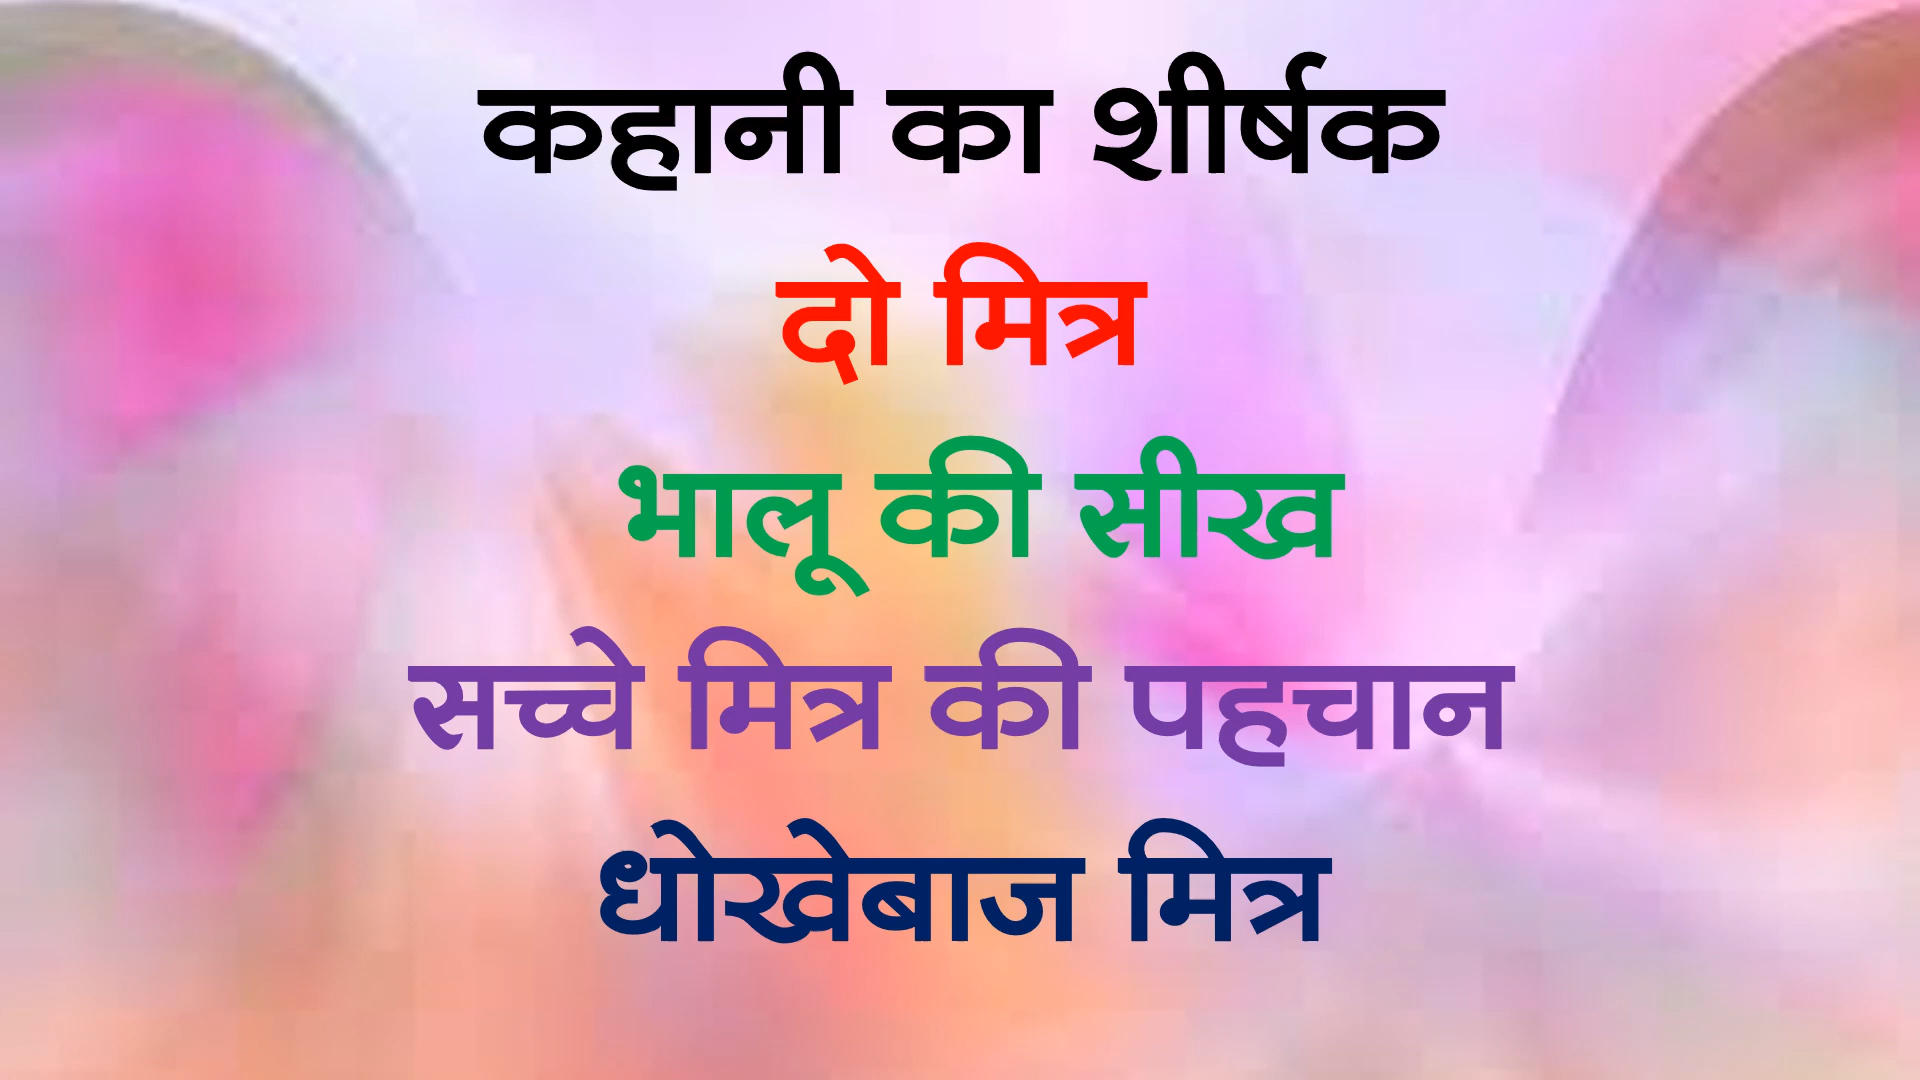 कहानी का शीर्षक
दो मित्र
भालू की सीख
सच्चे मित्र की पहचान
धोखेबाज मित्र